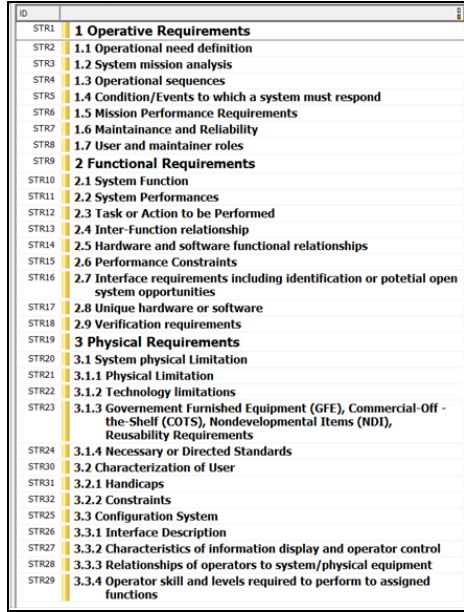 ID
STR1 1 Operative Requirements
STR2 1.1 Operational need definition
STR3 1.2 System mission analysis
STR4 1.3 Operational sequences
STR5 1.4 Condition/Events to which a system must respond
STR6 1.5 Mission Performance Requirements
STR7 1.6 Maintainance and Reliability
STR8 1.7 User and maintainer roles
STR9 2 Functional Requirements
STR10 2.1 System Function
STR11 2.2 System Performances
STR12 2.3 Task or Action to be Performed
STR13 2.4 Inter-Function relationship
STR14 2.5 Hardware and software functional relationships
STR15 2.6 Performance Constraints
STR16 2.7 Interface requirements including identification or potetial open
system opportunities
STR17 2.8 Unique hardware or software
STR18 2.9 Verification requirements
STR19 3 Physical Requirements
STR20 3.1 System physical Limitation
STR21 3.1.1 Physical Limitation
STR22 3.1.2 Technology limitations
STR23 3.1.3 Governement Furnished Equipment (GFE), Commercial-Off -
the-Shelf (COTS), Nondevelopmental Items (NDI),
Reusability Requirements
STR24 3.1.4 Necessary or Directed Standards
STR30 3.2 Characterization of User
STR31 3.2.1 Handicaps
STR32 3.2.2 Constraints
STR25 3.3 Configuration System
STR26 3.3.1 Interface Description
STR27 3.3.2 Characteristics of information display and operator control
STR28 3.3.3 Relationships of operators to system/physical equipment
STR29 3.3.4 Operator skill and levels required to perform to assigned
functions